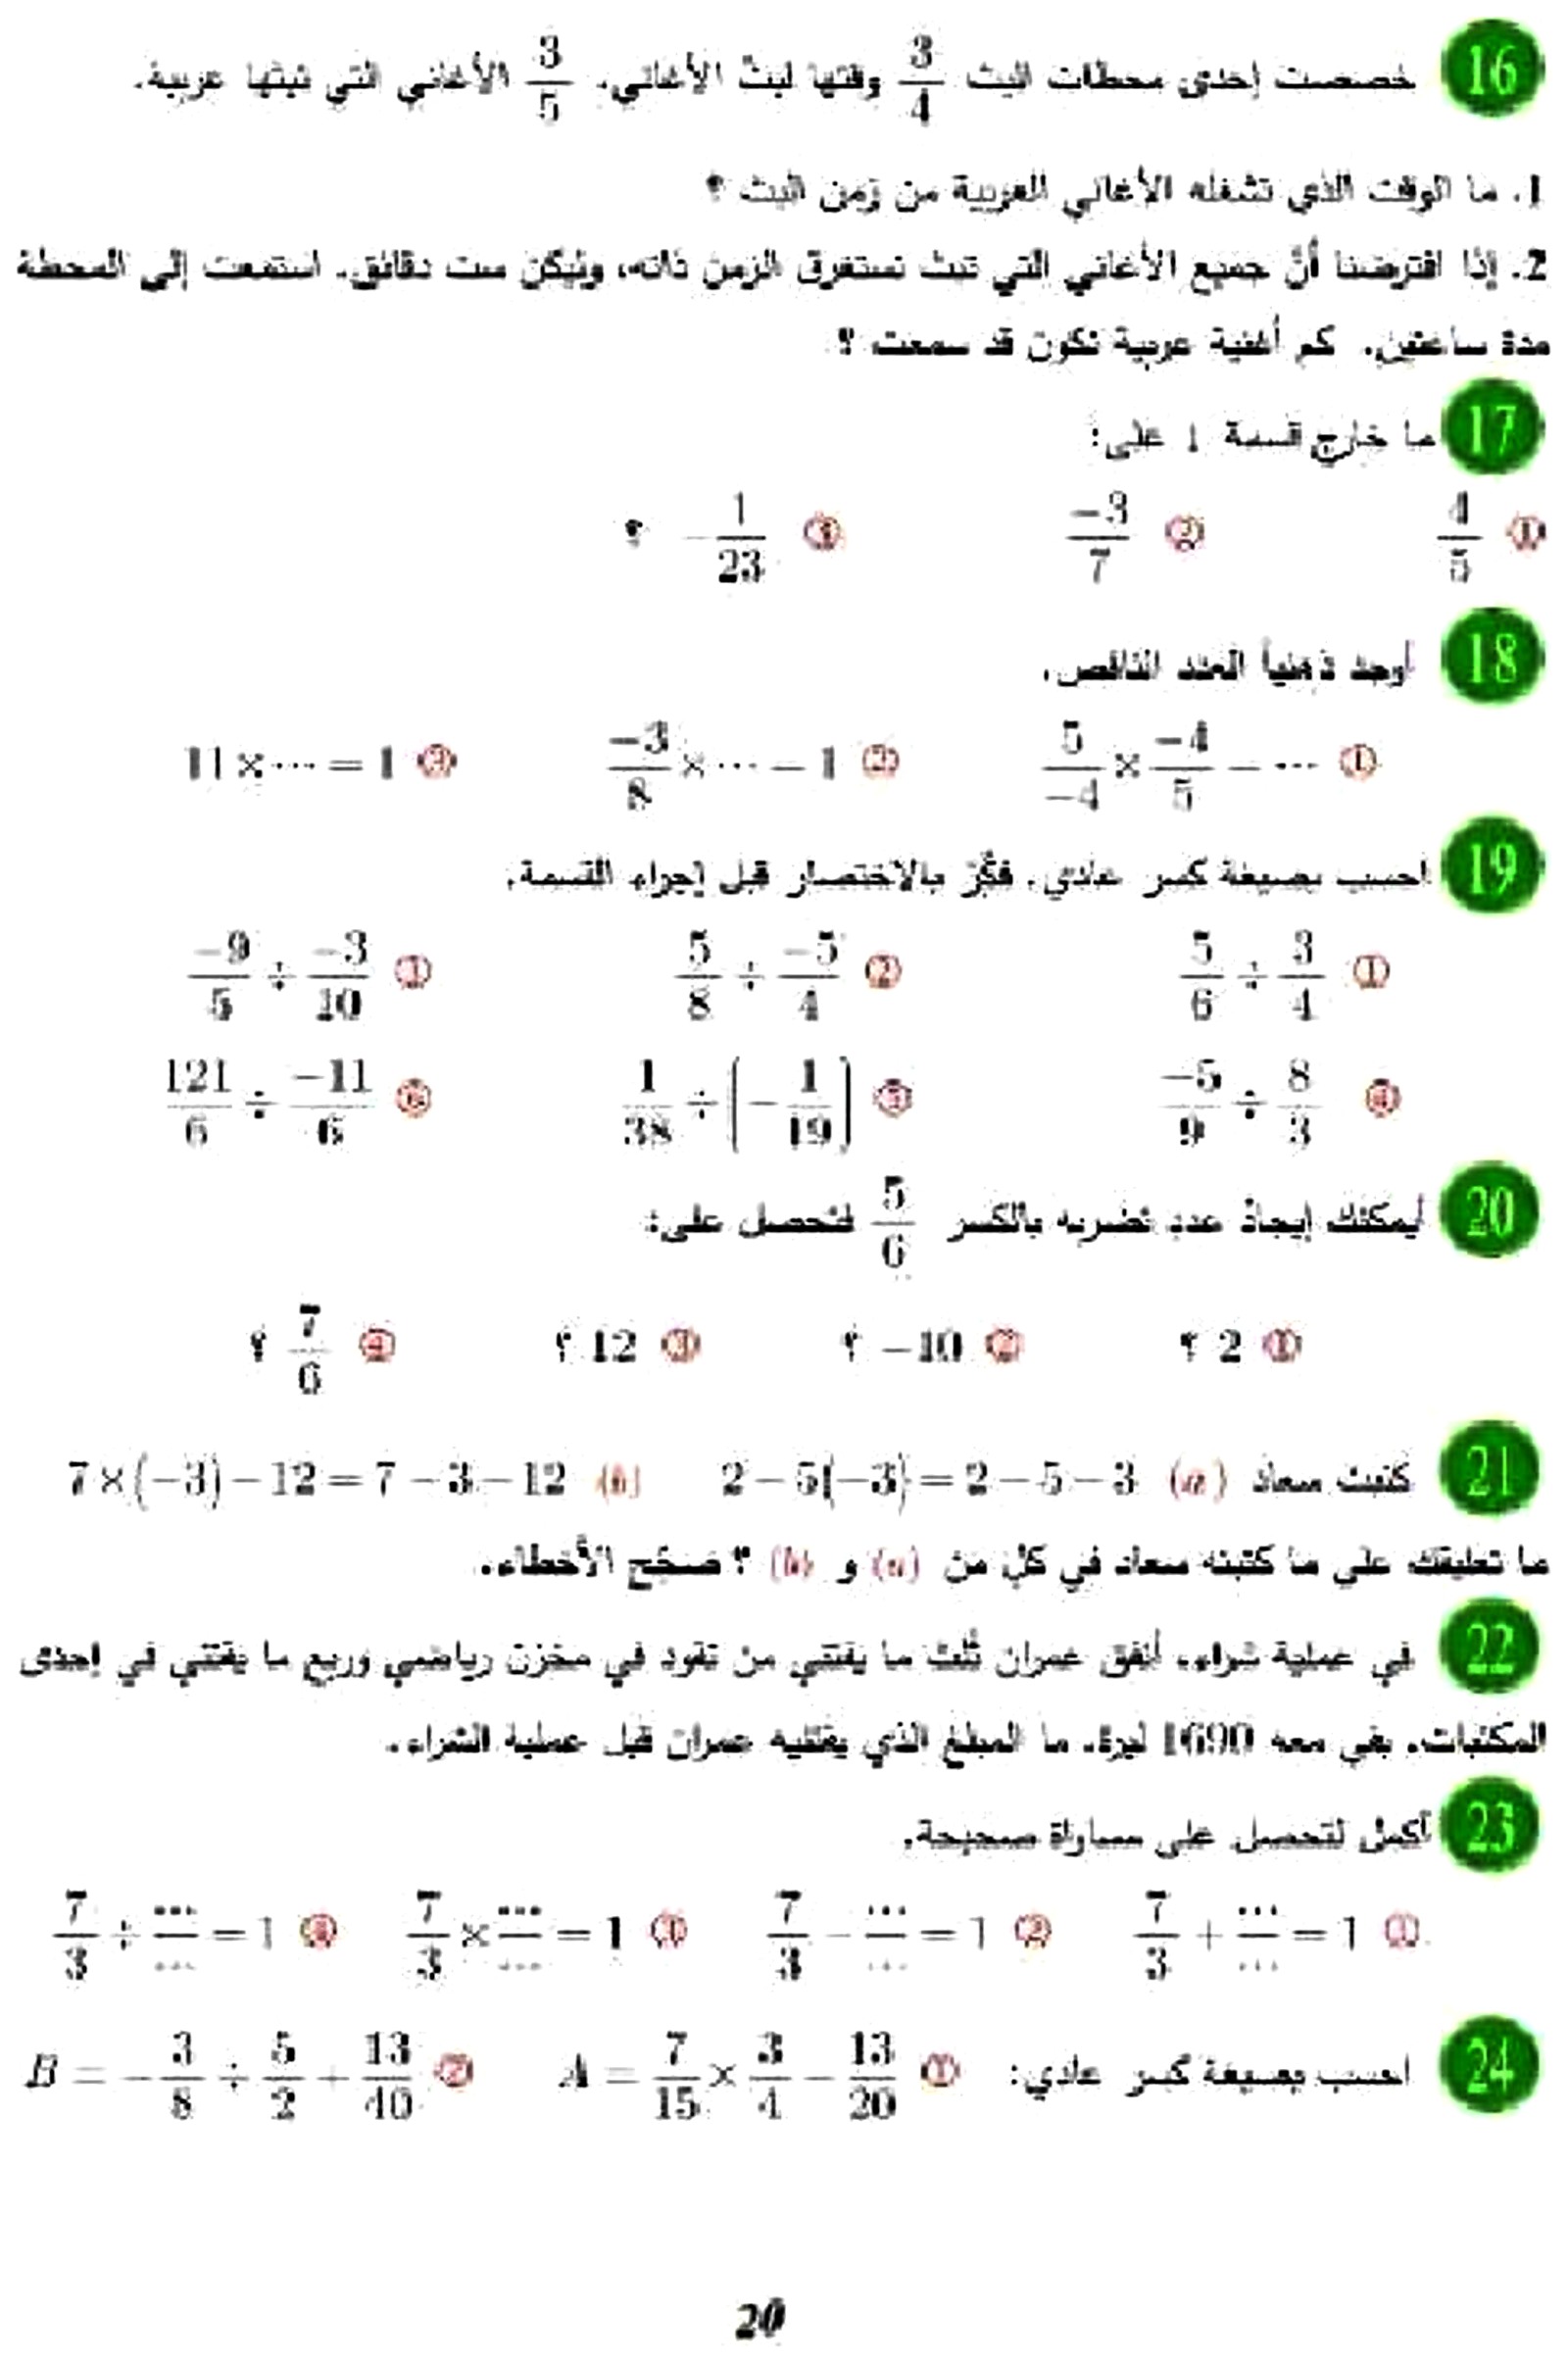 16 خصصت إحدى محطات البث 3/4 وقتها لبثّ الأغاني. 3/5 الأغاني التي تبثها عربية.
1. ما الوقت الذي تشغله الأغاني العربية من زمن البث ؟
2. إذا افترضنا أنّ جميع الأغاني التي تبث تستغرق الزمن ذاته، وليكن ست دقائق. استمعت إلى المحطة
مدة ساعتين. كم أغنية عربية تكون قد سمعت ؟
17 ما خارج قسمة 1 على:
① 4/5 ② -3/7 ③ -1/23 ؟
18 أوجد ذهنياً العدد الناقص.
① 5/-4 × -4/5 = ··· ② -3/8 × ··· = 1 ③ 11 × ··· = 1
19 احسب بصيغة كسر عادي. فكّر بالاختصار قبل إجراء القسمة.
① 5/6 ÷ 3/4 ② 5/8 ÷ -5/4 ③ -9/5 ÷ -3/10
④ -5/9 ÷ 8/3 ⑤ 1/38 ÷ (-1/19) ⑥ 121/6 ÷ -11/6
20 أيمكنك إيجاد عدد تضربه بالكسر 5/6 لتحصل على:
① 2 ؟ ② -10 ؟ ③ 12 ؟ ④ 7/6 ؟
21 كتبت سعاد (a) 2 - 5(-3) = 2 - 5 - 3 (b) 7 × (-3) - 12 = 7 - 3 - 12
ما تعليقك على ما كتبته سعاد في كل من (a) و (b) ؟ صحّح الأخطاء.
22 في عملية شراء، أنفق عمران ثُلث ما يقتني من نقود في مخزن رياضي وربع ما يقتني في إحدى
المكتبات. بقي معه 1690 ليرة. ما المبلغ الذي يقتنيه عمران قبل عملية الشراء.
23 أكمل لتحصل على مساواة صحيحة.
① 7/3 + ···/··· = 1 ② 7/3 - ···/··· = 1 ③ 7/3 × ···/··· = 1 ④ 7/3 ÷ ···/··· = 1
24 احسب بصيغة كسر عادي: ① A = 7/15 × 3/4 - 13/20 ② B = -3/8 ÷ 5/2 + 13/40
20